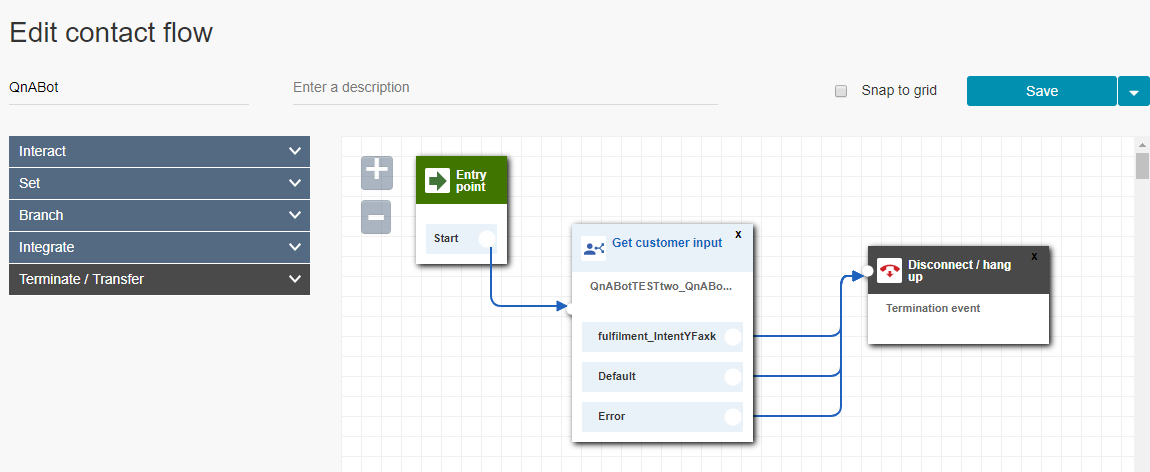 Edit contact flow
QnABot
Enter a description
Snap to grid
Save
Interact
Set
Branch
Integrate
Terminate / Transfer
Entry
point
Start
Get customer input
x
QnABotTESTtwo_QnABo...
fulfilment_IntentYFaxk
Default
Error
Disconnect / hang
up
x
Termination event